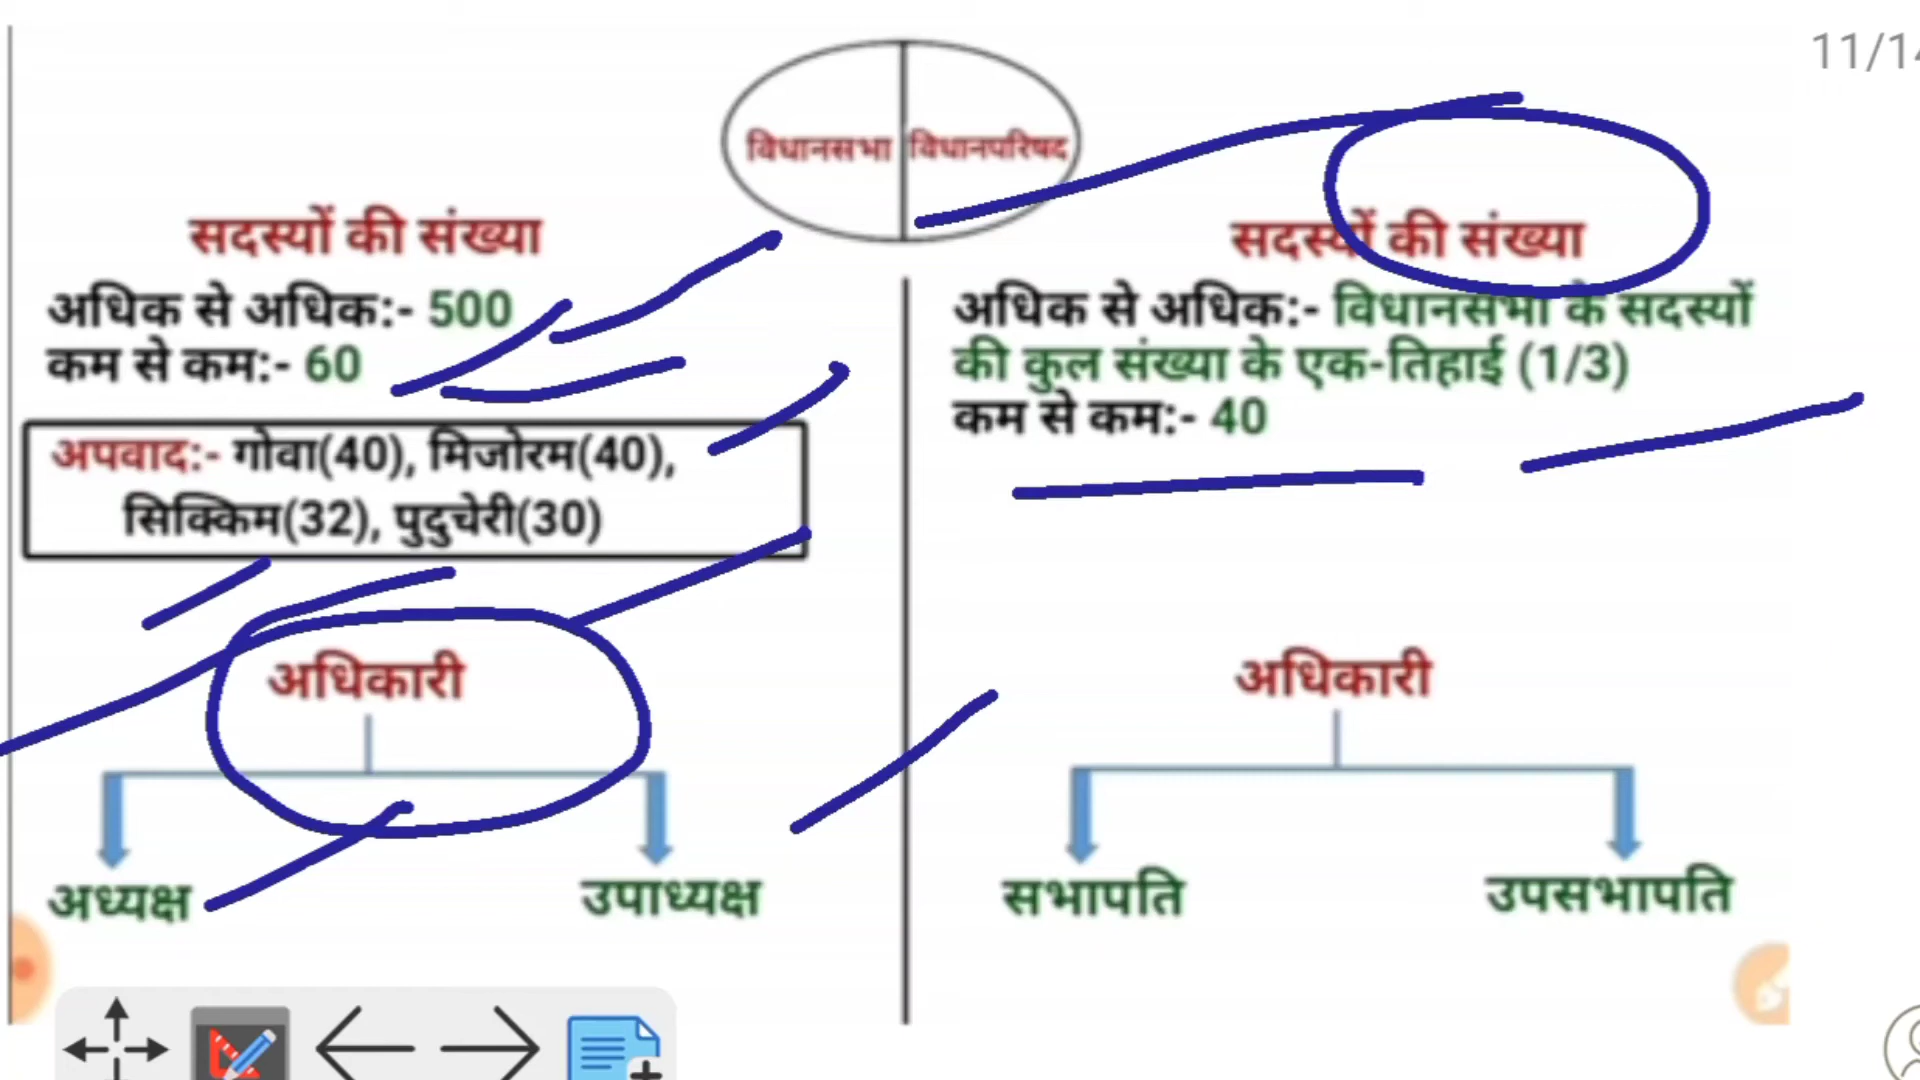 11/14
विधानसभा विधानपरिषद
सदस्यों की संख्या
अधिक से अधिक:- 500
कम से कम:- 60
अपवाद:- गोवा(40), मिजोरम(40),
सिक्किम(32), पुदुचेरी(30)
अधिकारी
अध्यक्ष
उपाध्यक्ष
सदस्यों की संख्या
अधिक से अधिक:- विधानसभा के सदस्यों
की कुल संख्या के एक-तिहाई (1/3)
कम से कम:- 40
अधिकारी
सभापति
उपसभापति